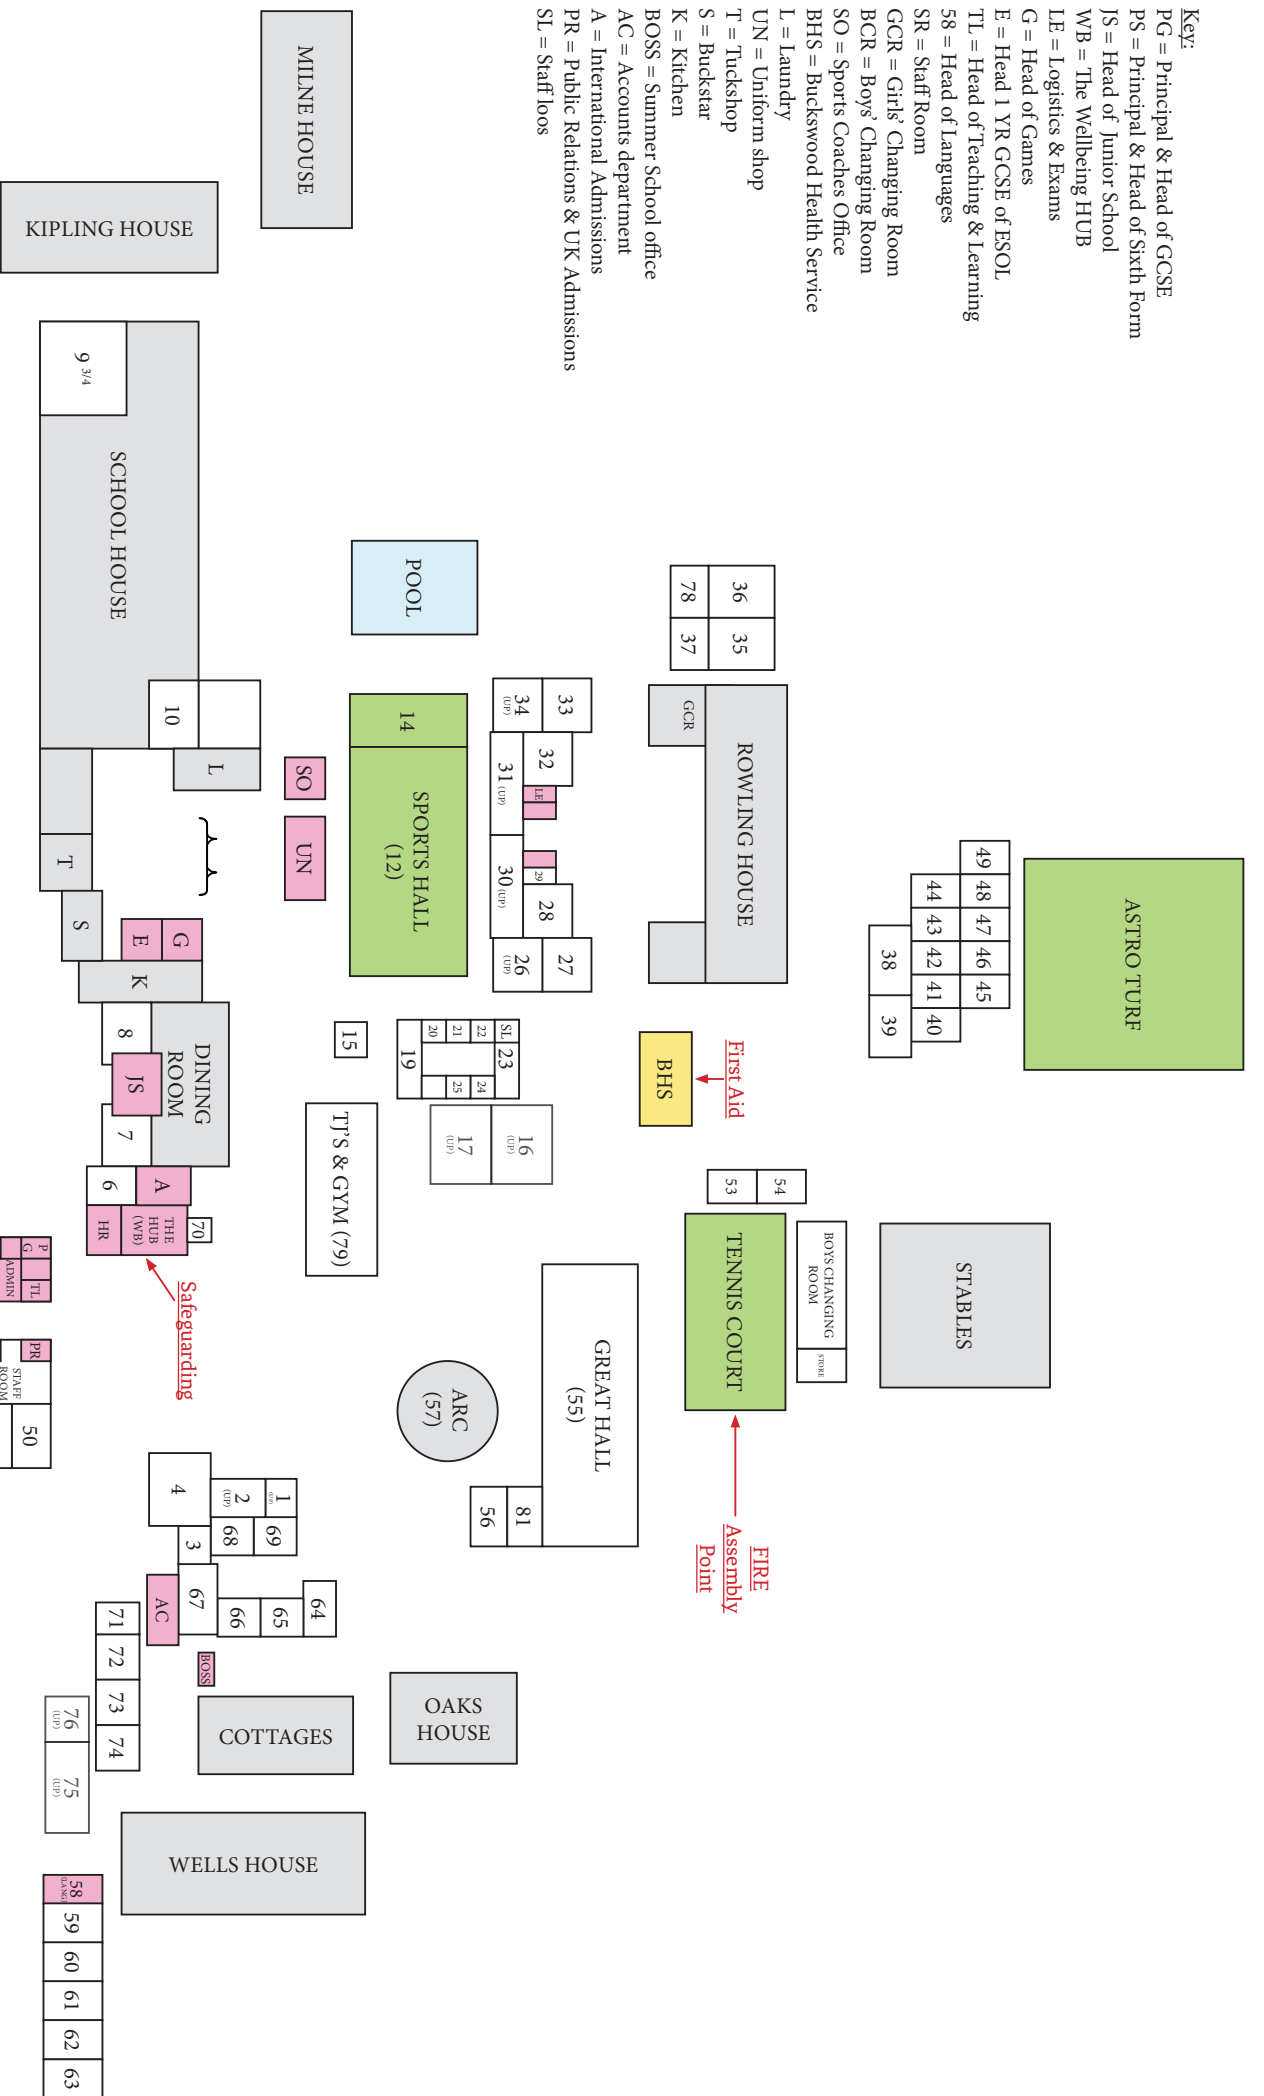 Key:
PG = Principal & Head of GCSE
PS = Principal & Head of Sixth Form
JS = Head of Junior School
WB = The Wellbeing HUB
LE = Logistics & Exams
G = Head of Games
E = Head 1 YR GCSE of ESOL
TL = Head of Teaching & Learning
58 = Head of Languages
SR = Staff Room
GCR = Girls' Changing Room
BCR = Boys' Changing Room
SO = Sports Coaches Office
BHS = Buckswood Health Service
L = Laundry
UN = Uniform shop
T = Tuckshop
S = Buckstar
K = Kitchen
BOSS = Summer School office
AC = Accounts department
A = International Admissions
PR = Public Relations & UK Admissions
SL = Staff loos
ASTRO TURF
49
48
47
46
45
44
43
42
41
40
38
39
STABLES
BOYS CHANGING
ROOM
STORE
54
53
TENNIS COURT
FIRE
Assembly
Point
36
35
78
37
ROWLING HOUSE
GCR
First Aid
BHS
GREAT HALL
(55)
81
56
33
34
(UP)
32
LE
31 (UP)
30 (UP)
29
28
27
26
(UP)
SL
23
22
21
20
19
24
25
16
(UP)
17
(UP)
ARC
(57)
OAKS
HOUSE
POOL
14
SPORTS HALL
(12)
15
TJ'S & GYM (79)
MILNE HOUSE
SO
UN
64
65
66
67
1
(UP)
2
(UP)
69
68
4
3
AC
BOSS
COTTAGES
WELLS HOUSE
KIPLING HOUSE
SCHOOL HOUSE
9 3/4
10
L
T
S
G
E
K
DINING
ROOM
8
JS
7
A
6
70
THE
HUB
(WB)
HR
Safeguarding
71
72
73
74
76
(UP)
75
(UP)
58
(LANG)
59
60
61
62
63
P
G
TL
ADMIN
PR
STAFF
ROOM
50